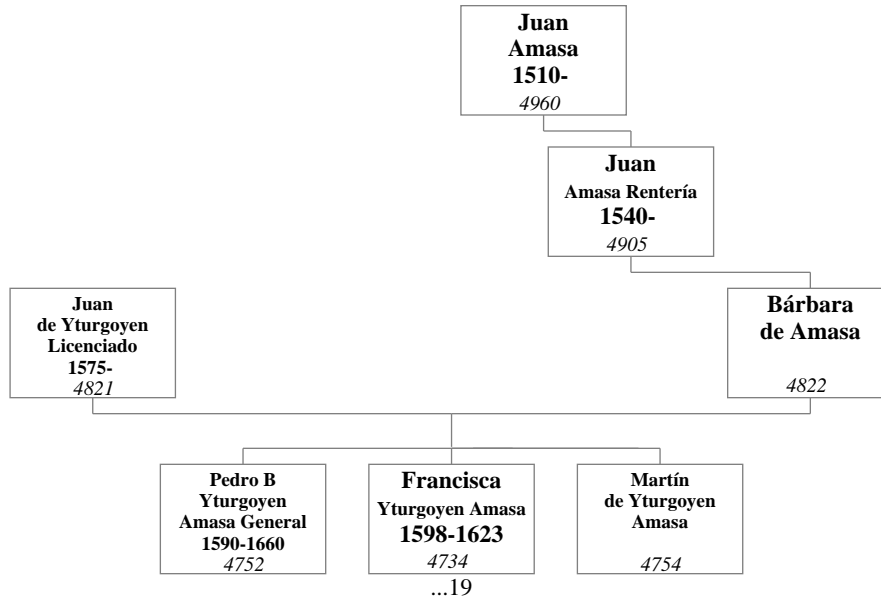 Juan
Amasa
1510-
4960
Juan
Amasa Rentería
1540-
4905
Juan
de Yturgoyen
Licenciado
1575-
4821
Bárbara
de Amasa
4822
Pedro B
Yturgoyen
Amasa General
1590-1660
4752
Francisca
Yturgoyen Amasa
1598-1623
4734
...19
Martín
de Yturgoyen
Amasa
4754